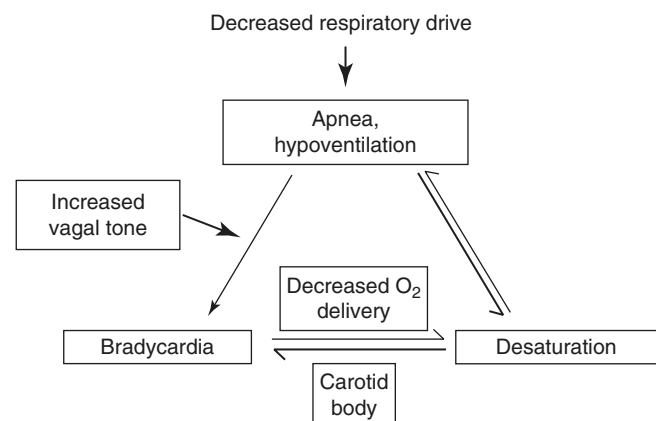 Decreased respiratory drive
Apnea,
hypoventilation
Increased
vagal tone
Decreased O₂
delivery
Bradycardia
Desaturation
Carotid
body